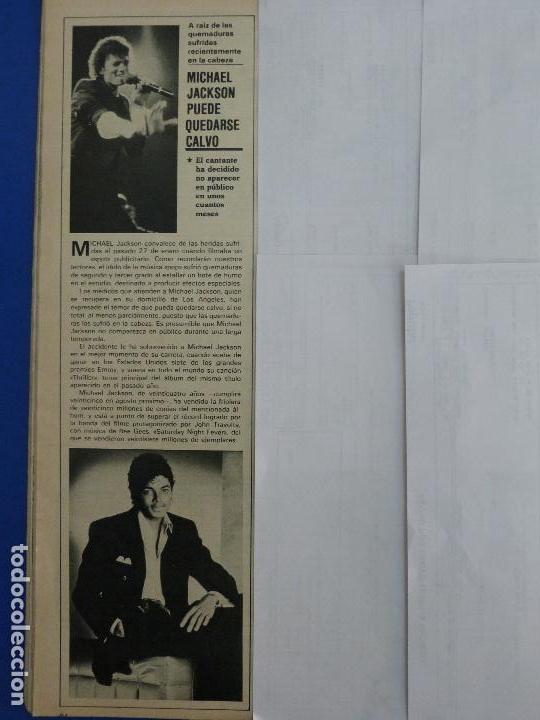 A raíz de las
quemaduras
sufridas
recientemente
en la cabeza
MICHAEL
JACKSON
PUEDE
QUEDARSE
CALVO
★ El cantante
ha decidido
no aparecer
en público
en unos
cuantos
meses
MICHAEL Jackson convalece de las heridas sufri-
das el pasado 27 de enero cuando filmaba un
espots publicitario. Como recordarán nuestros
lectores, el ídolo de la música «pop» sufrió quemaduras
de segundo y tercer grado al estallar un bote de humo
en el estudio, destinado a producir efectos especiales.
Los médicos que atienden a Michael Jackson, quien
se recupera en su domicilio de Los Angeles, han
expresado el temor de que pueda quedarse calvo, si no
total, al menos parcialmente, puesto que las quemadu-
ras las sufrió en la cabeza. Es presumible que Michael
Jackson no comparezca en público durante una larga
temporada.
El accidente le ha sobrevenido a Michael Jackson
en el mejor momento de su carrera, cuando acaba de
ganar en los Estados Unidos siete de los grandes
premios Emmy, y suena en todo el mundo su canción
«Thriller», tema principal del álbum del mismo título
aparecido en el pasado año.
Michael Jackson, de veinticuatro años —cumplirá
veinticinco en agosto próximo—, ha vendido la friolera
de veinticinco millones de copias del mencionado ál-
bum, y está a punto de superar el récord logrado por
la banda del filme protagonizado por John Travolta,
con música de Bee Gees, «Saturday Night Fever», del
que se vendieron veintisiete millones de ejemplares.
todocoleccion